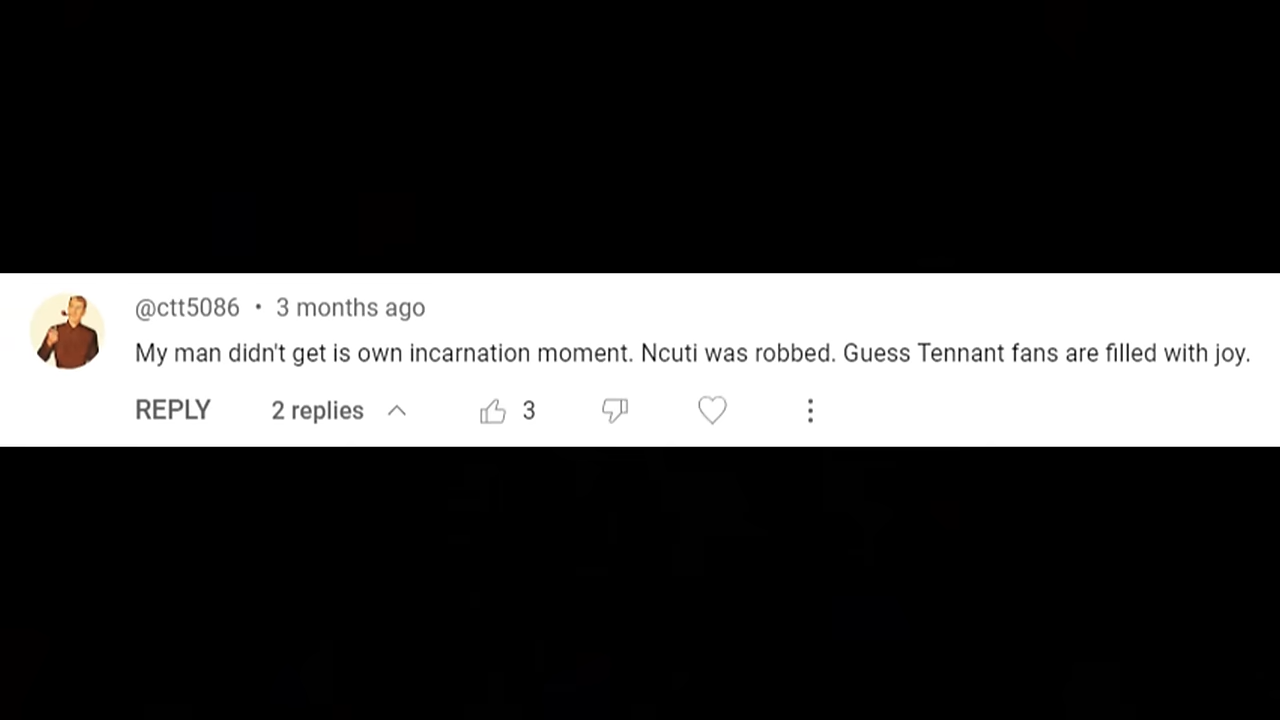 @ctt5086 • 3 months ago
My man didn't get is own incarnation moment. Ncuti was robbed. Guess Tennant fans are filled with joy.
REPLY 2 replies 3